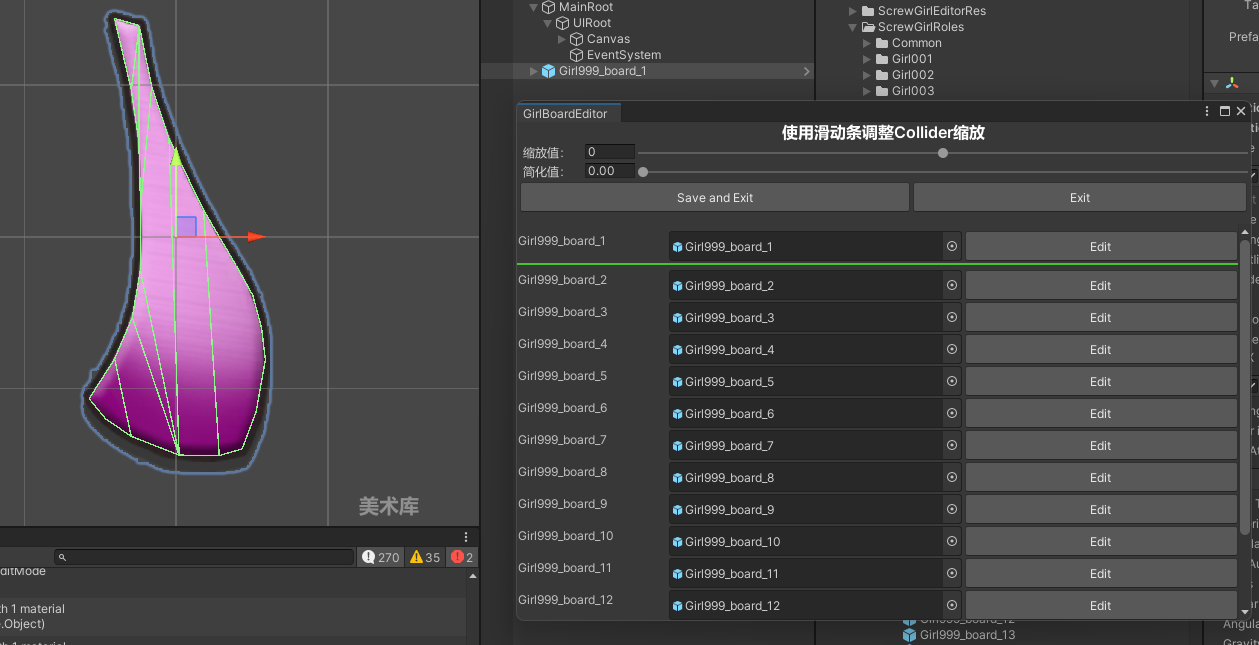 MainRoot
UIRoot
Canvas
EventSystem
Girl999_board_1
ScrewGirlEditorRes
ScrewGirlRoles
Common
Girl001
Girl002
Girl003
Ta
Prefa
GirlBoardEditor
使用滑动条调整Collider缩放
缩放值: 0
简化值: 0.00
Save and Exit Exit
Girl999_board_1 Girl999_board_1 Edit
Girl999_board_2 Girl999_board_2 Edit
Girl999_board_3 Girl999_board_3 Edit
Girl999_board_4 Girl999_board_4 Edit
Girl999_board_5 Girl999_board_5 Edit
Girl999_board_6 Girl999_board_6 Edit
Girl999_board_7 Girl999_board_7 Edit
Girl999_board_8 Girl999_board_8 Edit
Girl999_board_9 Girl999_board_9 Edit
Girl999_board_10 Girl999_board_10 Edit
Girl999_board_11 Girl999_board_11 Edit
Girl999_board_12 Girl999_board_12 Edit
Girl999_board_12
Girl999_board_13
Angula
Gravit
美术库
270 35 2
ditMode
th 1 material
.Object)
th 1 material